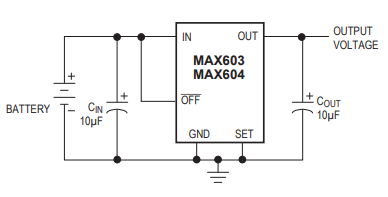 OUTPUT
VOLTAGE
IN
OUT
MAX603
MAX604
OFF
+
BATTERY
+
CIN
10µF
+
COUT
10µF
GND
SET